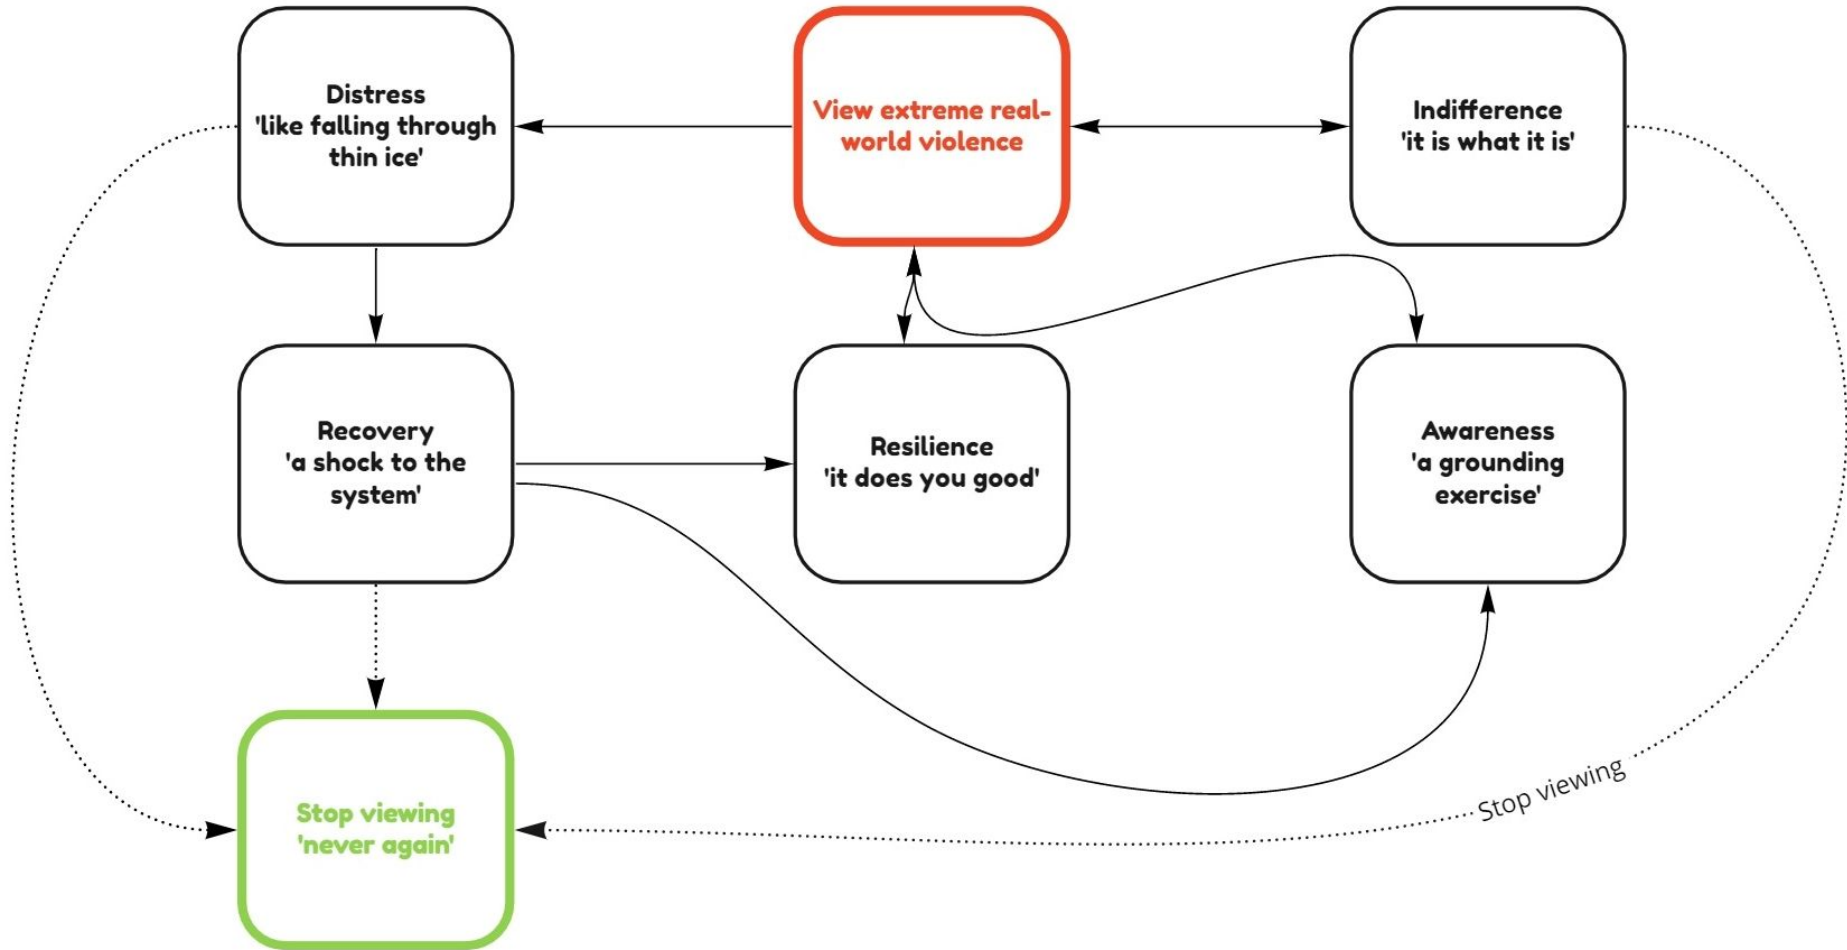 Distress
'like falling through
thin ice'
View extreme real-
world violence
Indifference
'it is what it is'
Recovery
'a shock to the
system'
Resilience
'it does you good'
Awareness
'a grounding
exercise'
Stop viewing
'never again'
Stop viewing